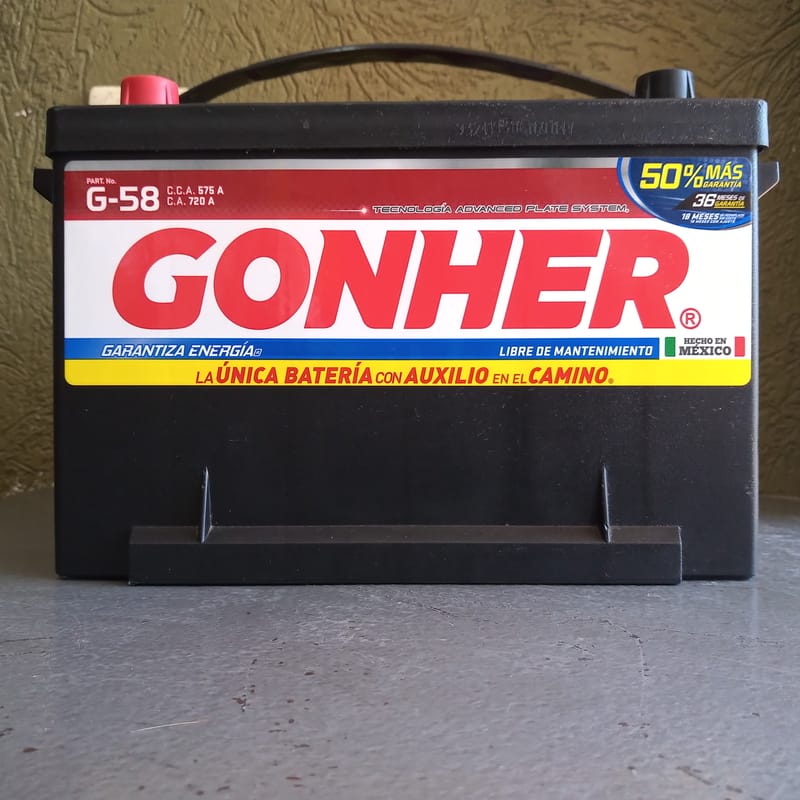 PART. No.
G-58
C.C.A. 575 A
C.A. 720 A
50% MÁS
GARANTÍA
36 MESES DE
GARANTÍA
18 MESES
TECNOLOGÍA ADVANCED PLATE SYSTEM
GONHER®
GARANTIZA ENERGÍA
LIBRE DE MANTENIMIENTO
HECHO EN
MÉXICO
LA ÚNICA BATERÍA CON AUXILIO EN EL CAMINO®